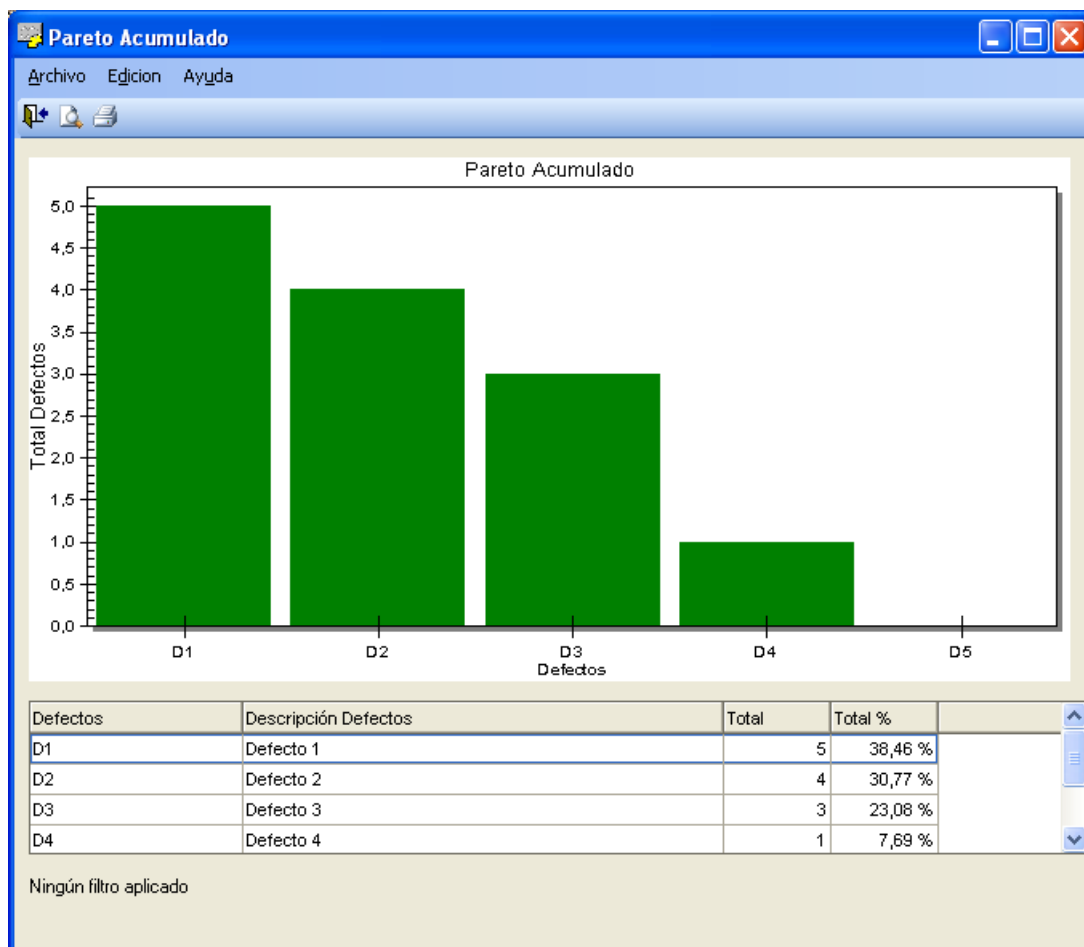 Pareto Acumulado
Archivo Edicion Ayuda
Pareto Acumulado
5,0
4,5
4,0
3,5
3,0
2,5
2,0
1,5
1,0
0,5
0,0
Total Defectos
D1 D2 D3 D4 D5
Defectos
Defectos Descripción Defectos Total Total %
D1 Defecto 1 5 38,46 %
D2 Defecto 2 4 30,77 %
D3 Defecto 3 3 23,08 %
D4 Defecto 4 1 7,69 %
Ningún filtro aplicado